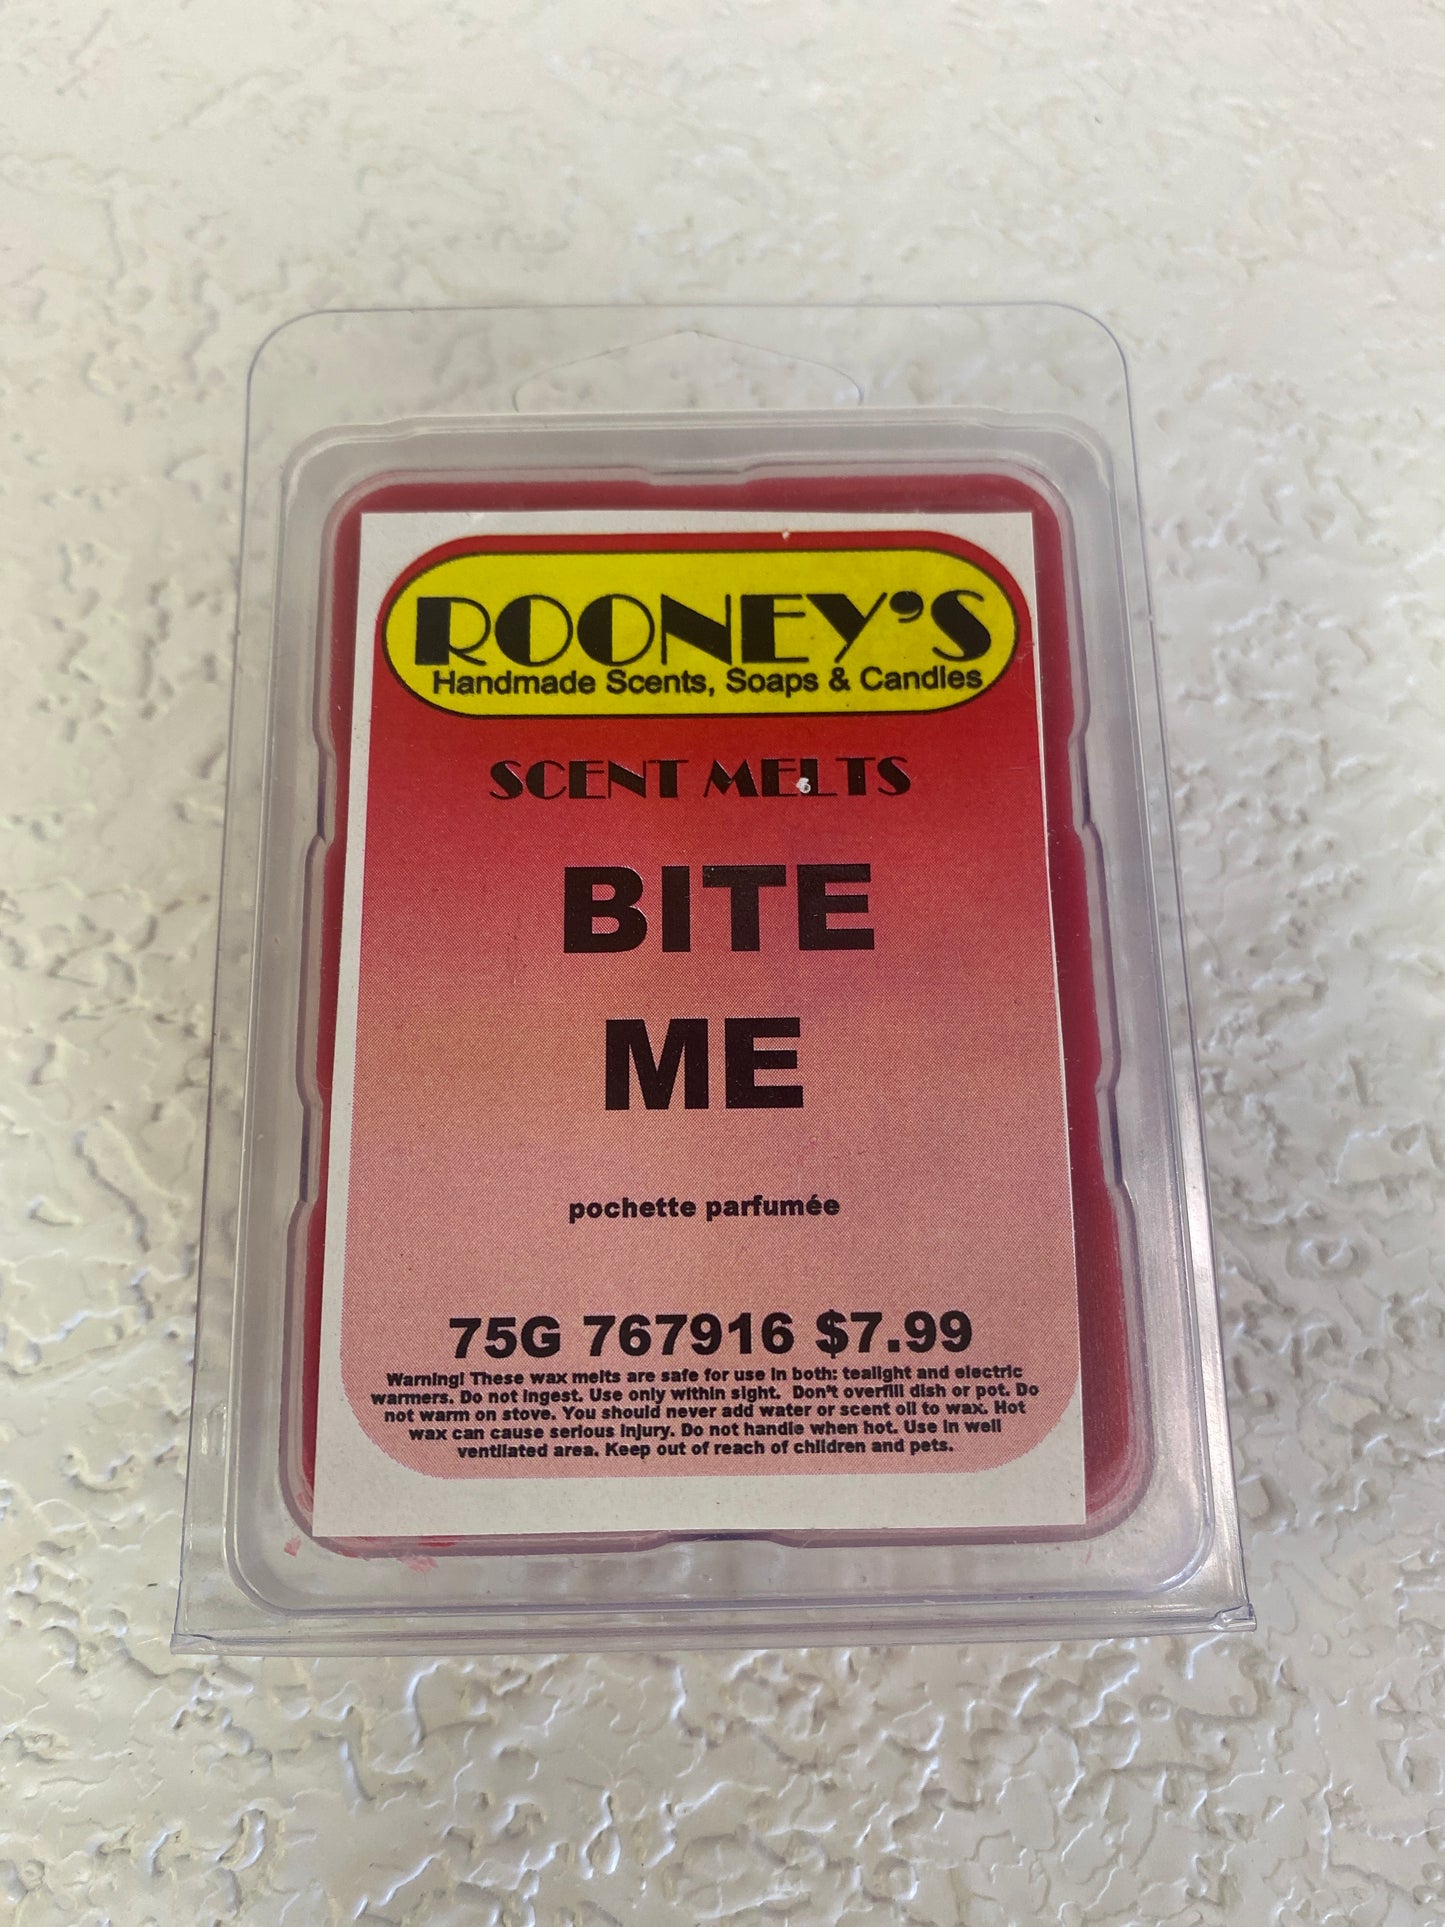 ROONEY'S
Handmade Scents, Soaps & Candles
SCENT MELTS
BITE
ME
pochette parfumée
75G 767916 $7.99
Warning! These wax melts are safe for use in both: tealight and electric
warmers. Do not ingest. Use only within sight. Don't overfill dish or pot. Do
not warm on stove. You should never add water or scent oil to wax. Hot
wax can cause serious injury. Do not handle when hot. Use in well
ventilated area. Keep out of reach of children and pets.